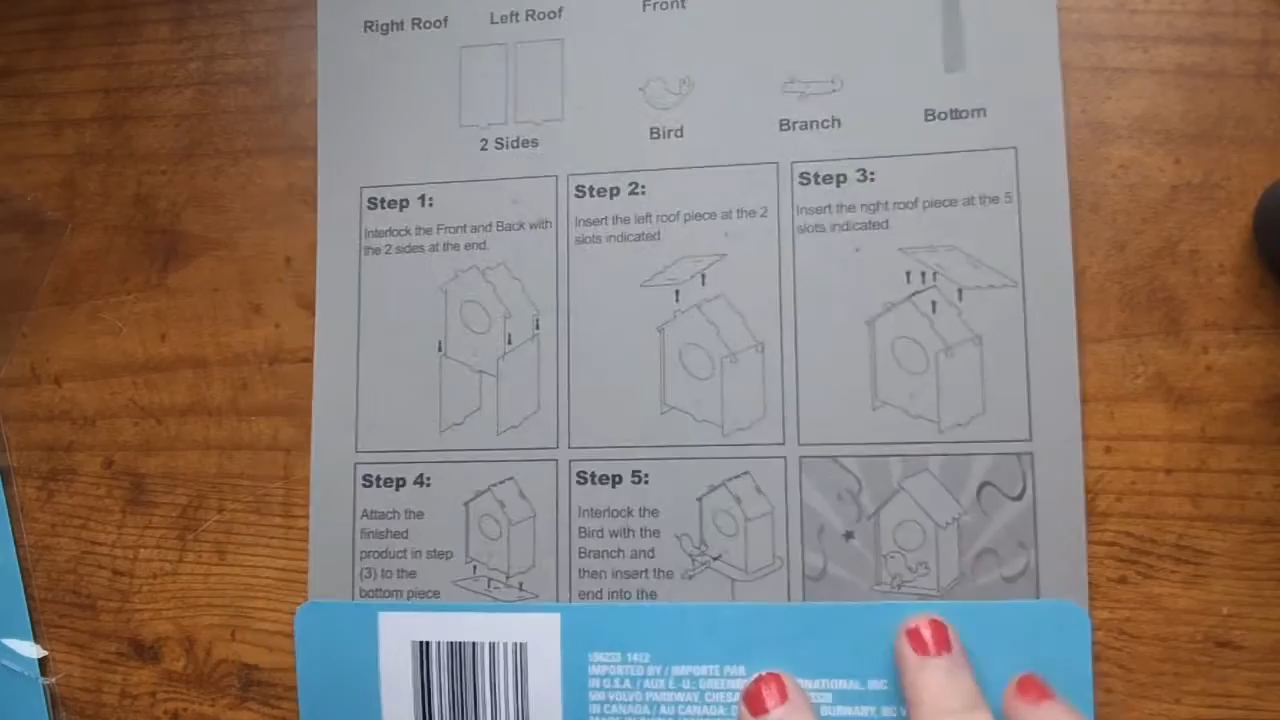 Right Roof
Left Roof
Front
2 Sides
Bird
Branch
Bottom
Step 1:
Interlock the Front and Back with
the 2 sides at the end.
Step 2:
Insert the left roof piece at the 2
slots indicated
Step 3:
Insert the right roof piece at the 5
slots indicated
Step 4:
Attach the
finished
product in step
(3) to the
bottom piece
Step 5:
Interlock the
Bird with the
Branch and
then insert the
end into the
IMPORTED BY / IMPORTÉ PAR
IN U.S.A. / AUX É.-U.:
500 VOLVO PARKWAY,
IN CANADA / AU CANADA: